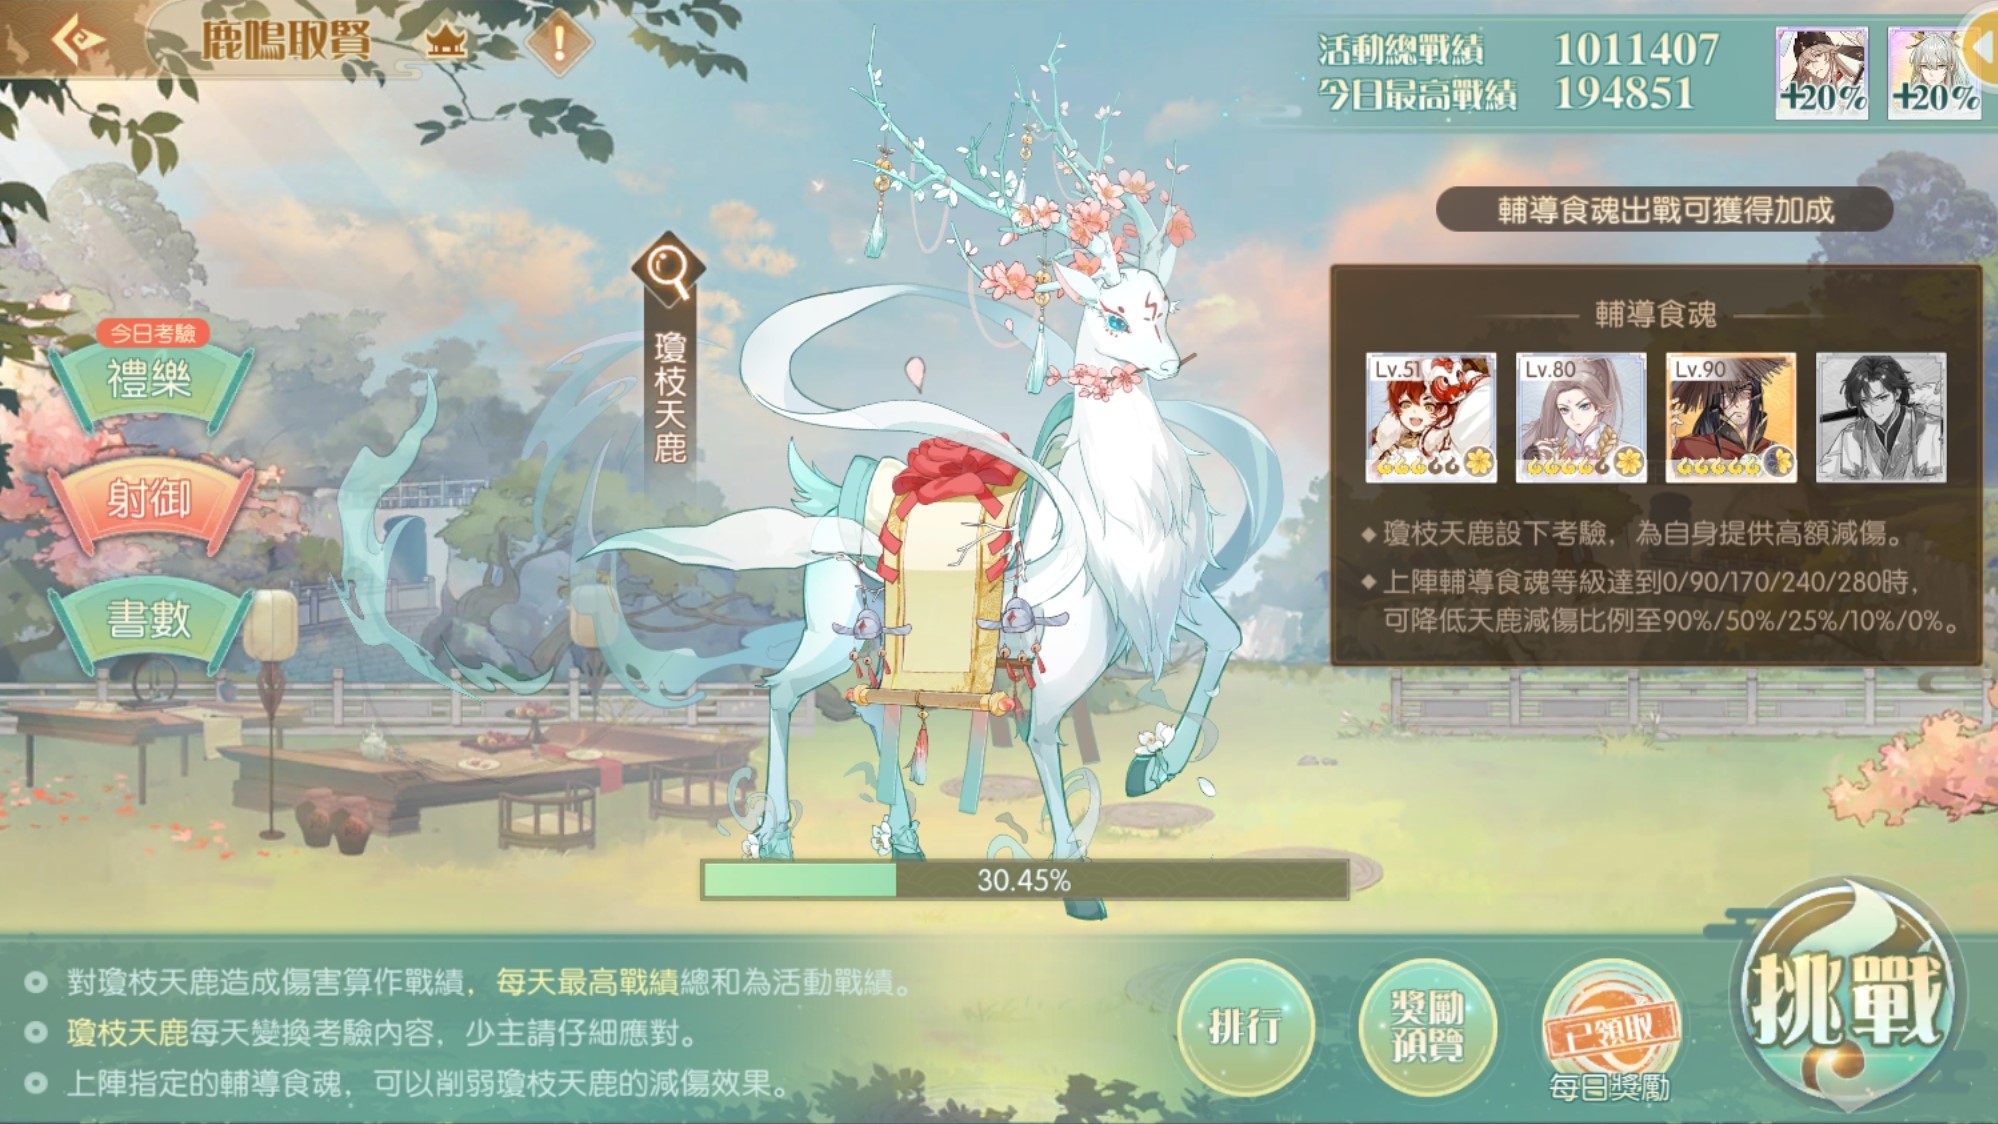 鹿鳴取賢
活動總戰績 1011407
今日最高戰績 194851
+20% +20%
輔導食魂出戰可獲得加成
輔導食魂
Lv.51 Lv.80 Lv.90
◆瓊枝天鹿設下考驗，為自身提供高額減傷。
◆上陣輔導食魂等級達到0/90/170/240/280時，
可降低天鹿減傷比例至90%/50%/25%/10%/0%。
瓊枝天鹿
今日考驗
禮樂
射御
書數
30.45%
對瓊枝天鹿造成傷害算作戰績，每天最高戰績總和為活動戰績。
瓊枝天鹿每天變換考驗內容，少主請仔細應對。
上陣指定的輔導食魂，可以削弱瓊枝天鹿的減傷效果。
排行
獎勵
預覽
已領取
每日獎勵
挑戰